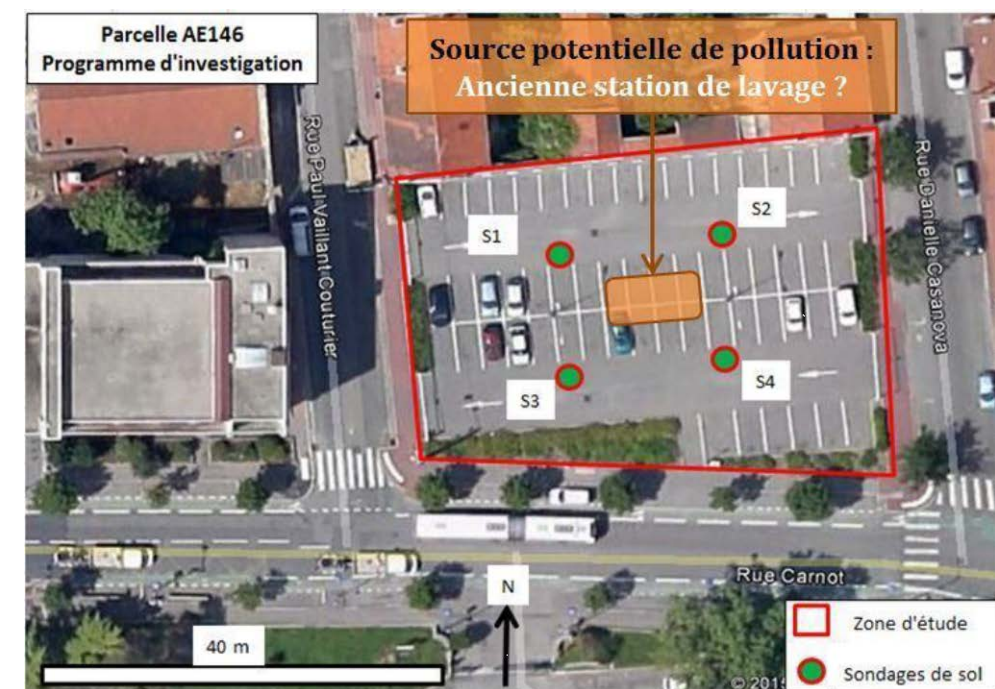 Parcelle AE146
Programme d'investigation
Source potentielle de pollution :
Ancienne station de lavage ?
Rue Paul Vaillant Couturier
Rue Danielle Casanova
S1
S2
S3
S4
Rue Carnot
N
40 m
Zone d'étude
Sondages de sol
© 2015